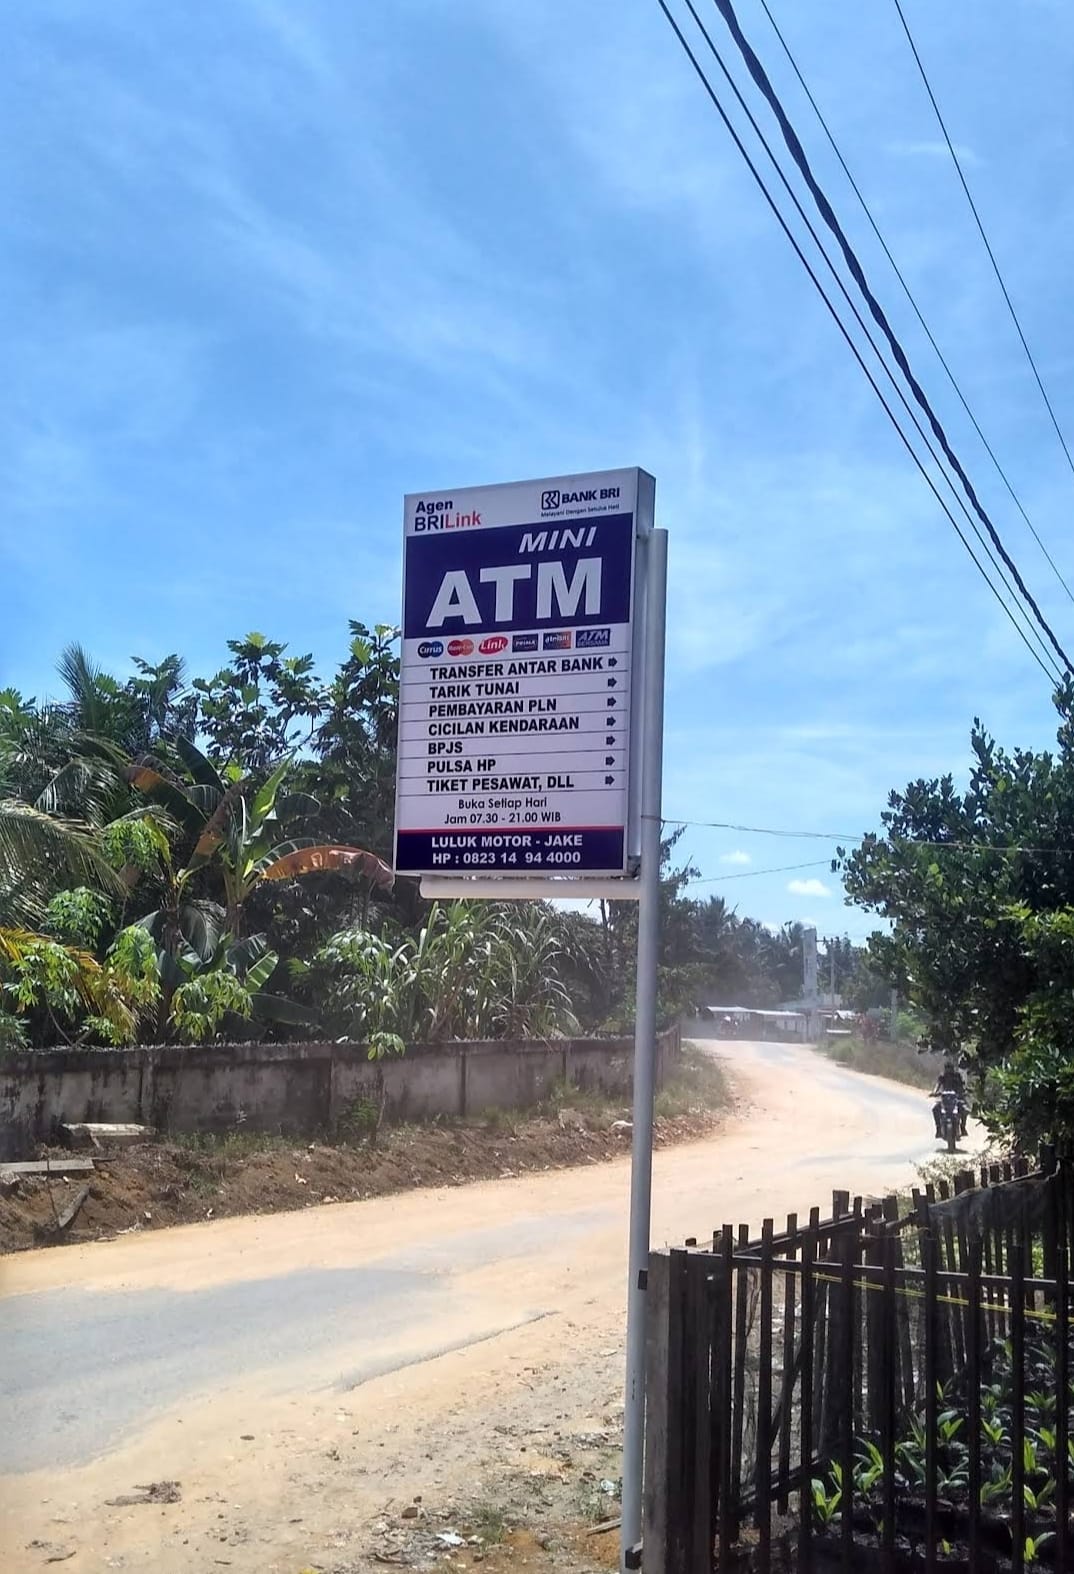 Agen
BRILink
BANK BRI
Melayani Dengan Setulus Hati
MINI
ATM
Cirrus MasterCard Link PRIMA ATM
TRANSFER ANTAR BANK
TARIK TUNAI
PEMBAYARAN PLN
CICILAN KENDARAAN
BPJS
PULSA HP
TIKET PESAWAT, DLL
Buka Setiap Hari
Jam 07.30 - 21.00 WIB
LULUK MOTOR - JAKE
HP : 0823 14 94 4000